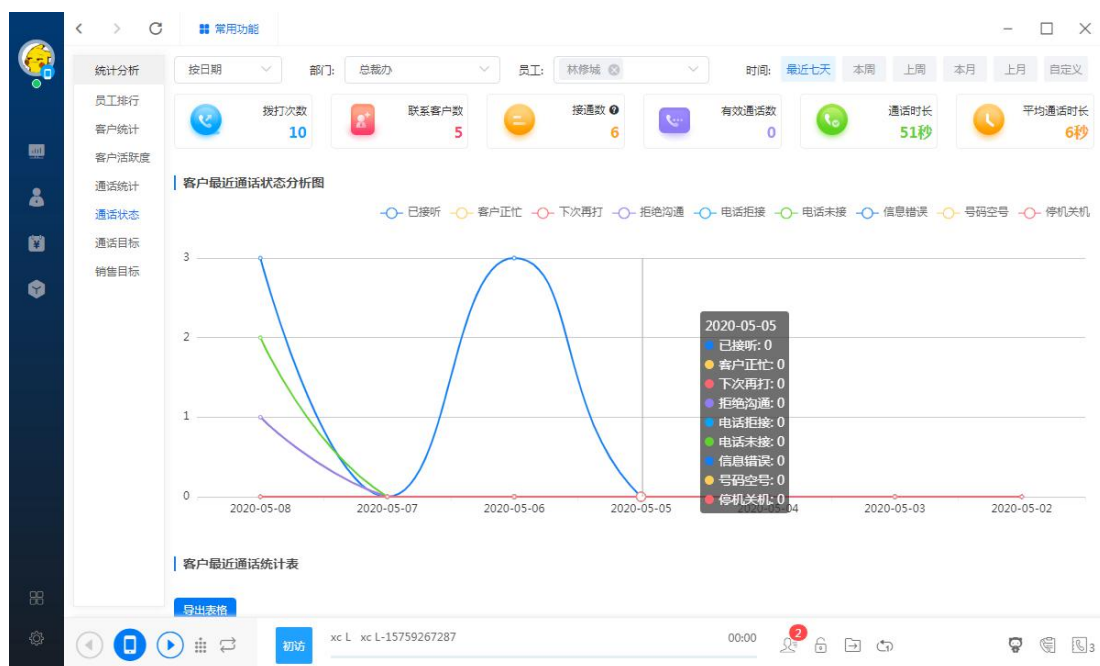 常用功能
统计分析
员工排行
客户统计
客户活跃度
通话统计
通话状态
通话目标
销售目标
按日期 部门: 总裁办 员工: 林修城 时间: 最近七天 本周 上周 本月 上月 自定义
拨打次数 联系客户数 接通数 有效通话数 通话时长 平均通话时长
10 5 6 0 51秒 6秒
客户最近通话状态分析图
已接听 客户正忙 下次再打 拒绝沟通 电话拒接 电话未接 信息错误 号码空号 停机关机
3
2
1
0
2020-05-05
已接听: 0
客户正忙: 0
下次再打: 0
拒绝沟通: 0
电话拒接: 0
电话未接: 0
信息错误: 0
号码空号: 0
停机关机: 0
2020-05-08 2020-05-07 2020-05-06 2020-05-05 2020-05-04 2020-05-03 2020-05-02
客户最近通话统计表
导出表格
初访 xc L xc L-15759267287 00:00 2 3